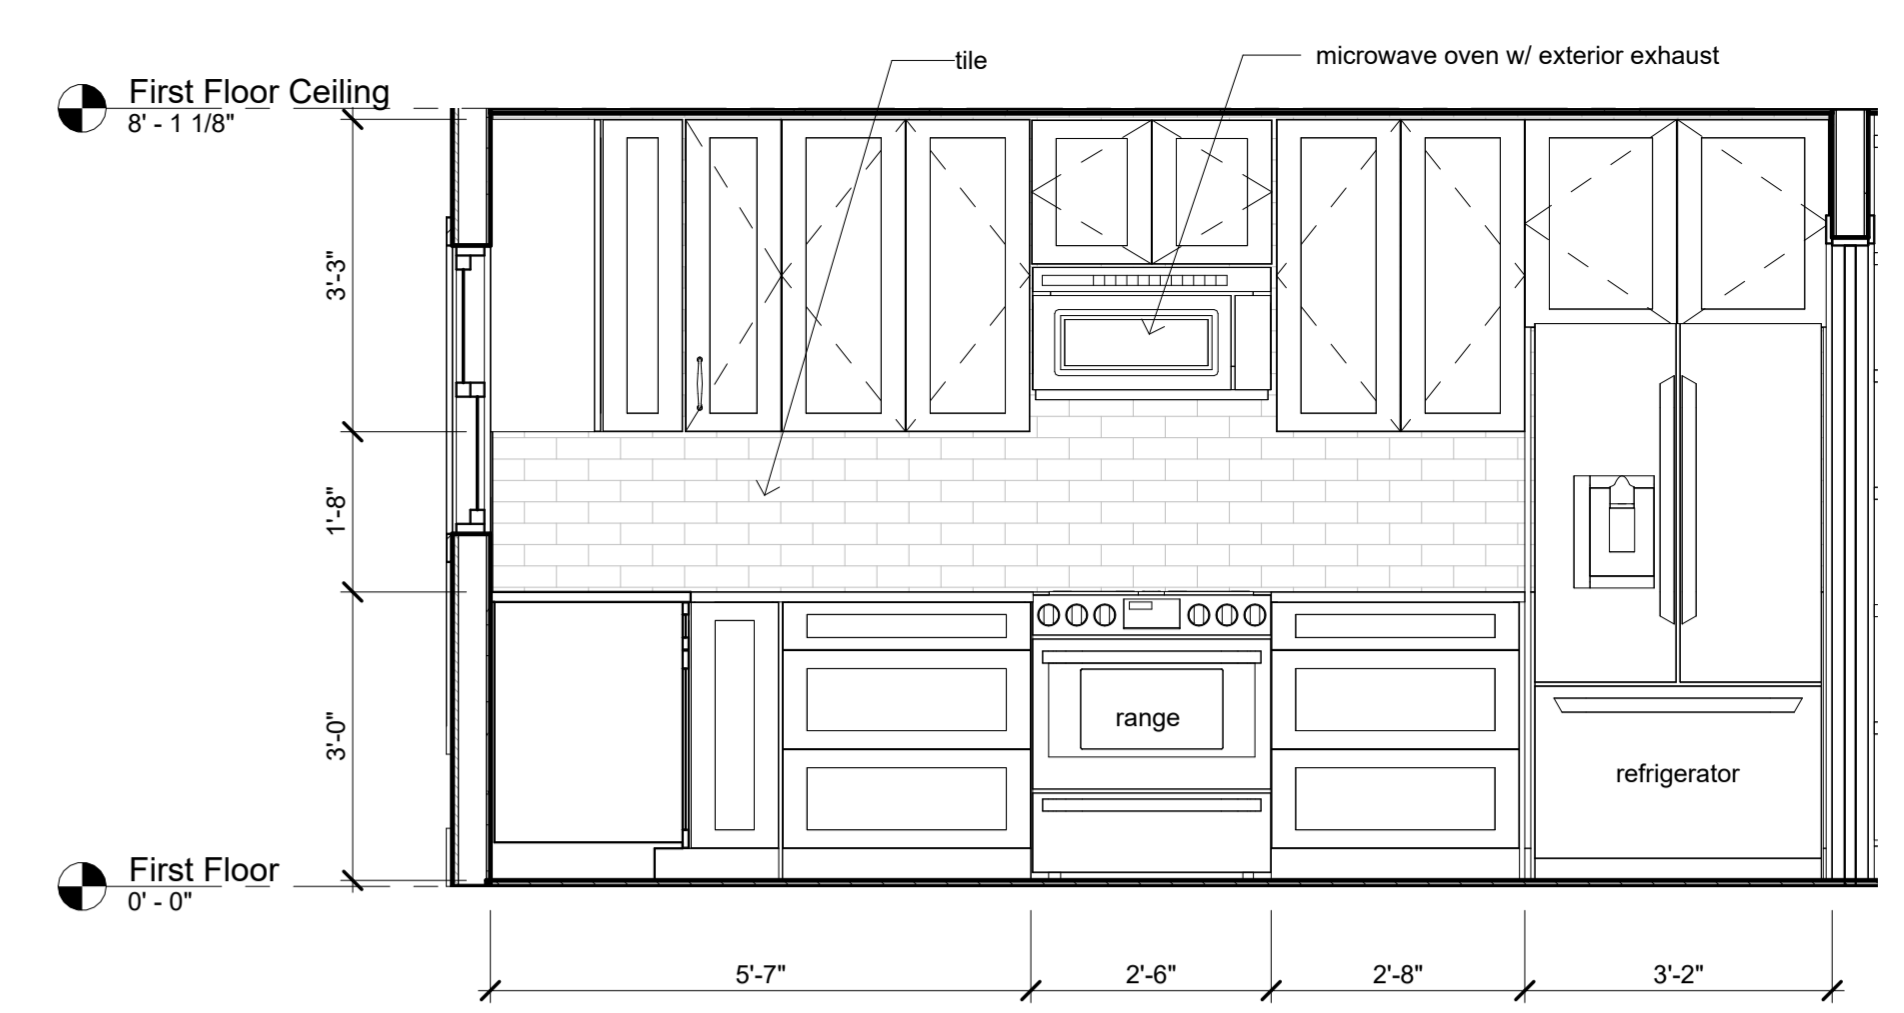 tile
microwave oven w/ exterior exhaust
First Floor Ceiling
8' - 1 1/8"
3'-3"
1'-8"
3'-0"
range
refrigerator
First Floor
0' - 0"
5'-7"
2'-6"
2'-8"
3'-2"